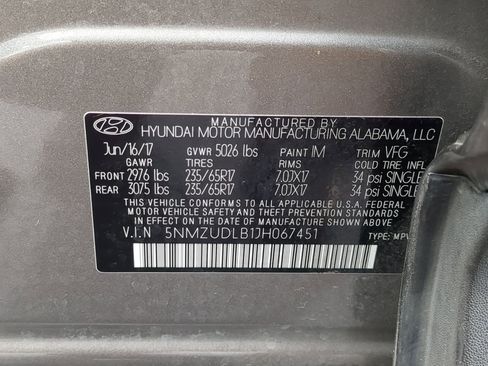 MANUFACTURED BY
HYUNDAI MOTOR MANUFACTURING ALABAMA, LLC
Jun/16/17 GVWR 5026 lbs PAINT IM TRIM VFG
GAWR TIRES RIMS COLD TIRE INFL
FRONT 2976 lbs 235/65R17 7.0JX17 34 psi SINGLE
REAR 3075 lbs 235/65R17 7.0JX17 34 psi SINGLE
THIS VEHICLE CONFORMS TO ALL APPLICABLE U.S.A. FEDERAL
MOTOR VEHICLE SAFETY AND THEFT PREVENTION STANDARDS
IN EFFECT ON THE DATE OF MANUFACTURE SHOWN ABOVE.
V.I.N 5NMZUDLB1JH067451 TYPE: MPV